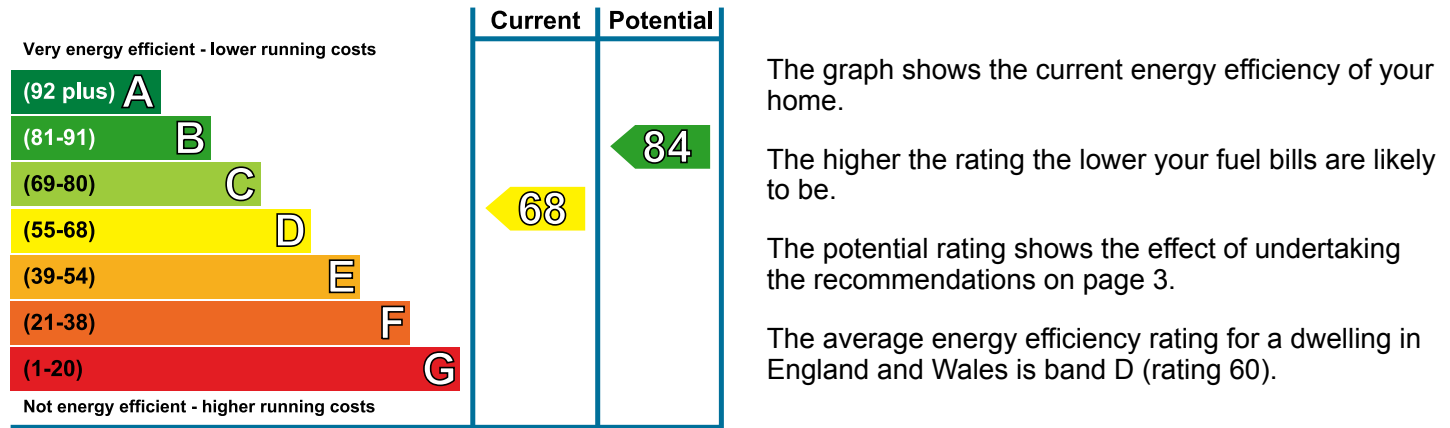 Current Potential
Very energy efficient - lower running costs
(92 plus) A
(81-91) B
84
(69-80) C
68
(55-68) D
(39-54) E
(21-38) F
(1-20) G
Not energy efficient - higher running costs
The graph shows the current energy efficiency of your
home.
The higher the rating the lower your fuel bills are likely
to be.
The potential rating shows the effect of undertaking
the recommendations on page 3.
The average energy efficiency rating for a dwelling in
England and Wales is band D (rating 60).